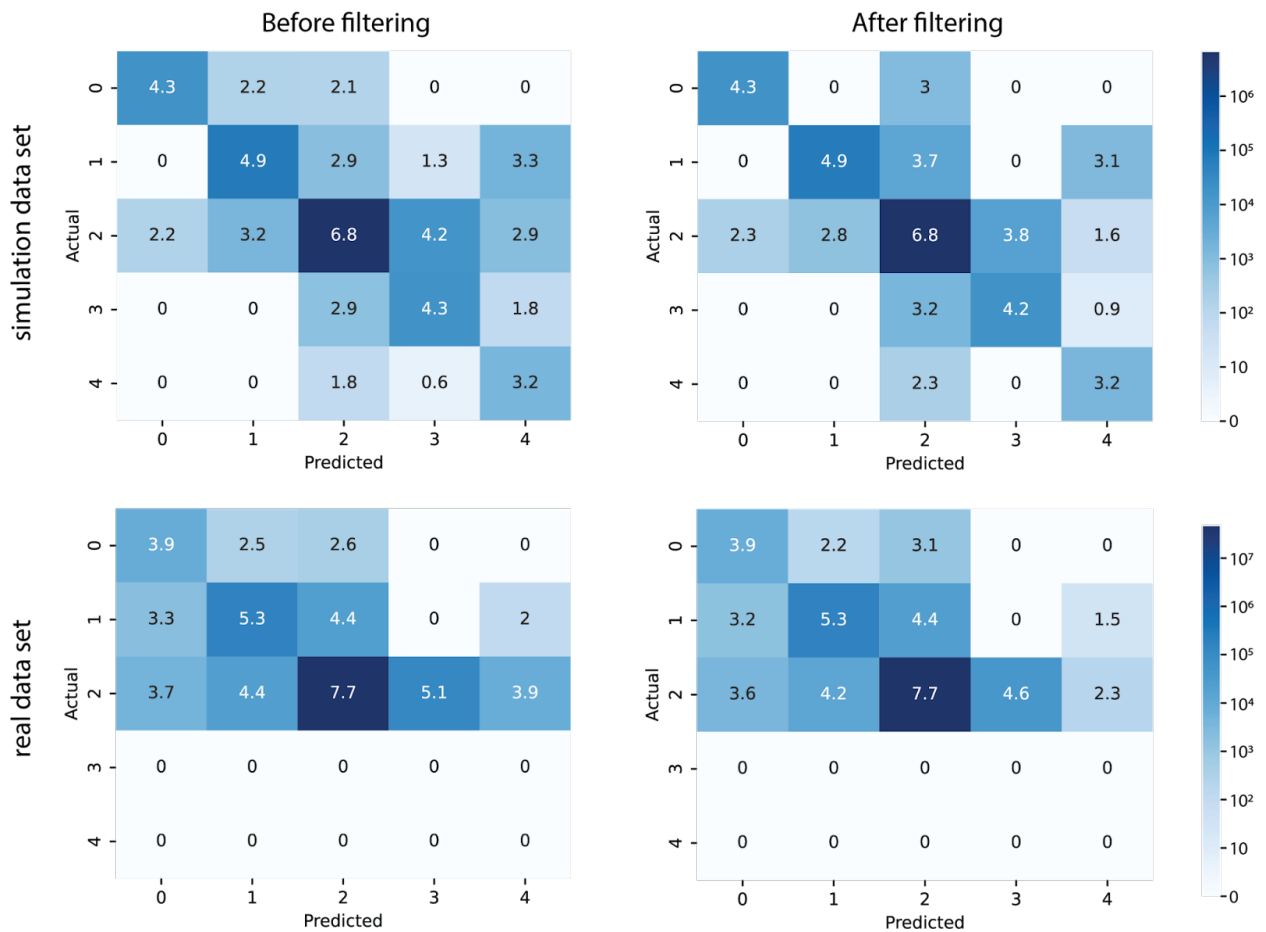 Before filtering
After filtering
simulation data set
Actual
0 4.3 2.2 2.1 0 0
1 0 4.9 2.9 1.3 3.3
2 2.2 3.2 6.8 4.2 2.9
3 0 0 2.9 4.3 1.8
4 0 0 1.8 0.6 3.2
0 1 2 3 4
Predicted
Actual
0 4.3 0 3 0 0
1 0 4.9 3.7 0 3.1
2 2.3 2.8 6.8 3.8 1.6
3 0 0 3.2 4.2 0.9
4 0 0 2.3 0 3.2
0 1 2 3 4
Predicted
10⁶
10⁵
10⁴
10³
10²
10
0
real data set
Actual
0 3.9 2.5 2.6 0 0
1 3.3 5.3 4.4 0 2
2 3.7 4.4 7.7 5.1 3.9
3 0 0 0 0 0
4 0 0 0 0 0
0 1 2 3 4
Predicted
Actual
0 3.9 2.2 3.1 0 0
1 3.2 5.3 4.4 0 1.5
2 3.6 4.2 7.7 4.6 2.3
3 0 0 0 0 0
4 0 0 0 0 0
0 1 2 3 4
Predicted
10⁷
10⁶
10⁵
10⁴
10³
10²
10
0